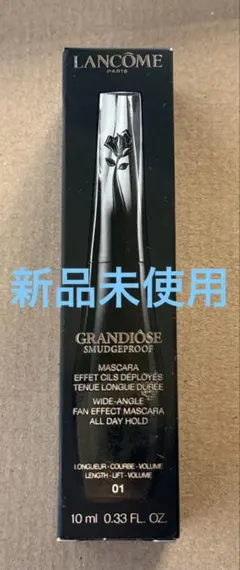 LANCÔME
PARIS
新品未使用
GRANDIÔSE
SMUDGEPROOF
MASCARA
EFFET CILS DÉPLOYÉS
TENUE LONGUE DURÉE
WIDE-ANGLE
FAN EFFECT MASCARA
ALL DAY HOLD
LONGUEUR - COURBE - VOLUME
LENGTH - LIFT - VOLUME
01
10 ml 0.33 FL. OZ.